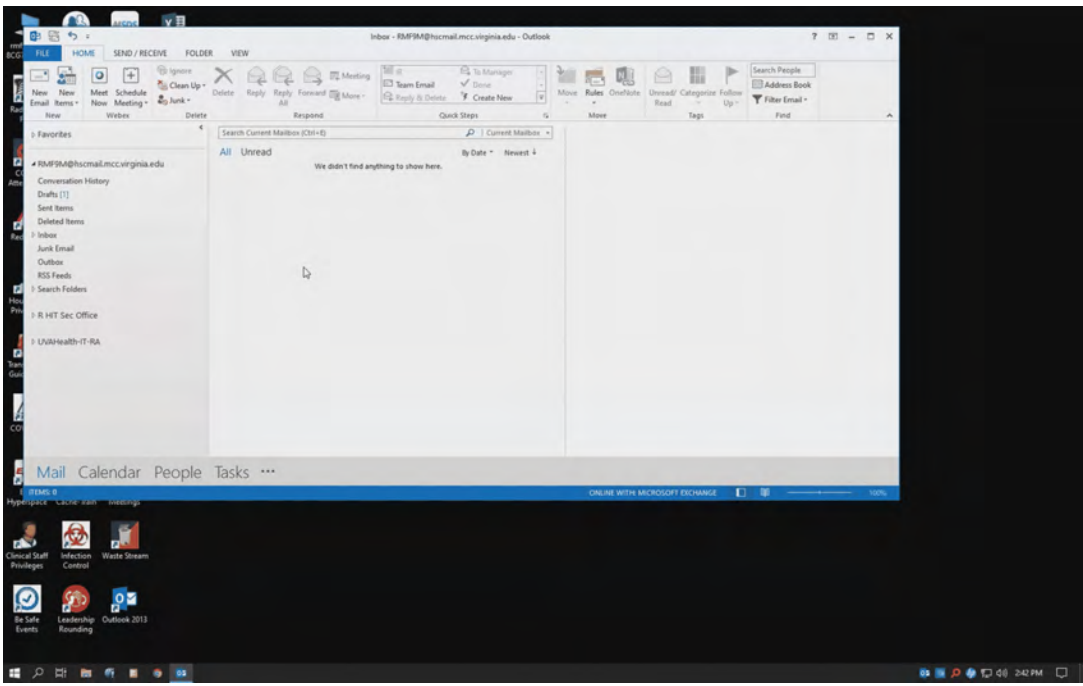 Inbox - RMF9M@hscmail.mcc.virginia.edu - Outlook
FILE HOME SEND / RECEIVE FOLDER VIEW
New Email
New Items
Meet Now
Schedule Meeting
Ignore
Clean Up
Junk
Delete
Reply
Reply All
Forward
Meeting
More
Team Email
Reply & Delete
To Manager
Done
Create New
Move
Rules
OneNote
Unread/ Read
Categorize
Follow Up
Search People
Address Book
Filter Email
New
Webex
Delete
Respond
Quick Steps
Move
Tags
Find
Favorites
RMF9M@hscmail.mcc.virginia.edu
Conversation History
Drafts [1]
Sent Items
Deleted Items
Inbox
Junk Email
Outbox
RSS Feeds
Search Folders
R HIT Sec Office
UVAHealth-IT-RA
Search Current Mailbox (Ctrl+E)
Current Mailbox
All Unread
By Date Newest
We didn't find anything to show here.
Mail Calendar People Tasks ...
ITEMS: 0
ONLINE WITH: MICROSOFT EXCHANGE
100%
Clinical Staff Privileges
Infection Control
Waste Stream
Be Safe Events
Leadership Rounding
Outlook 2013
2:42 PM